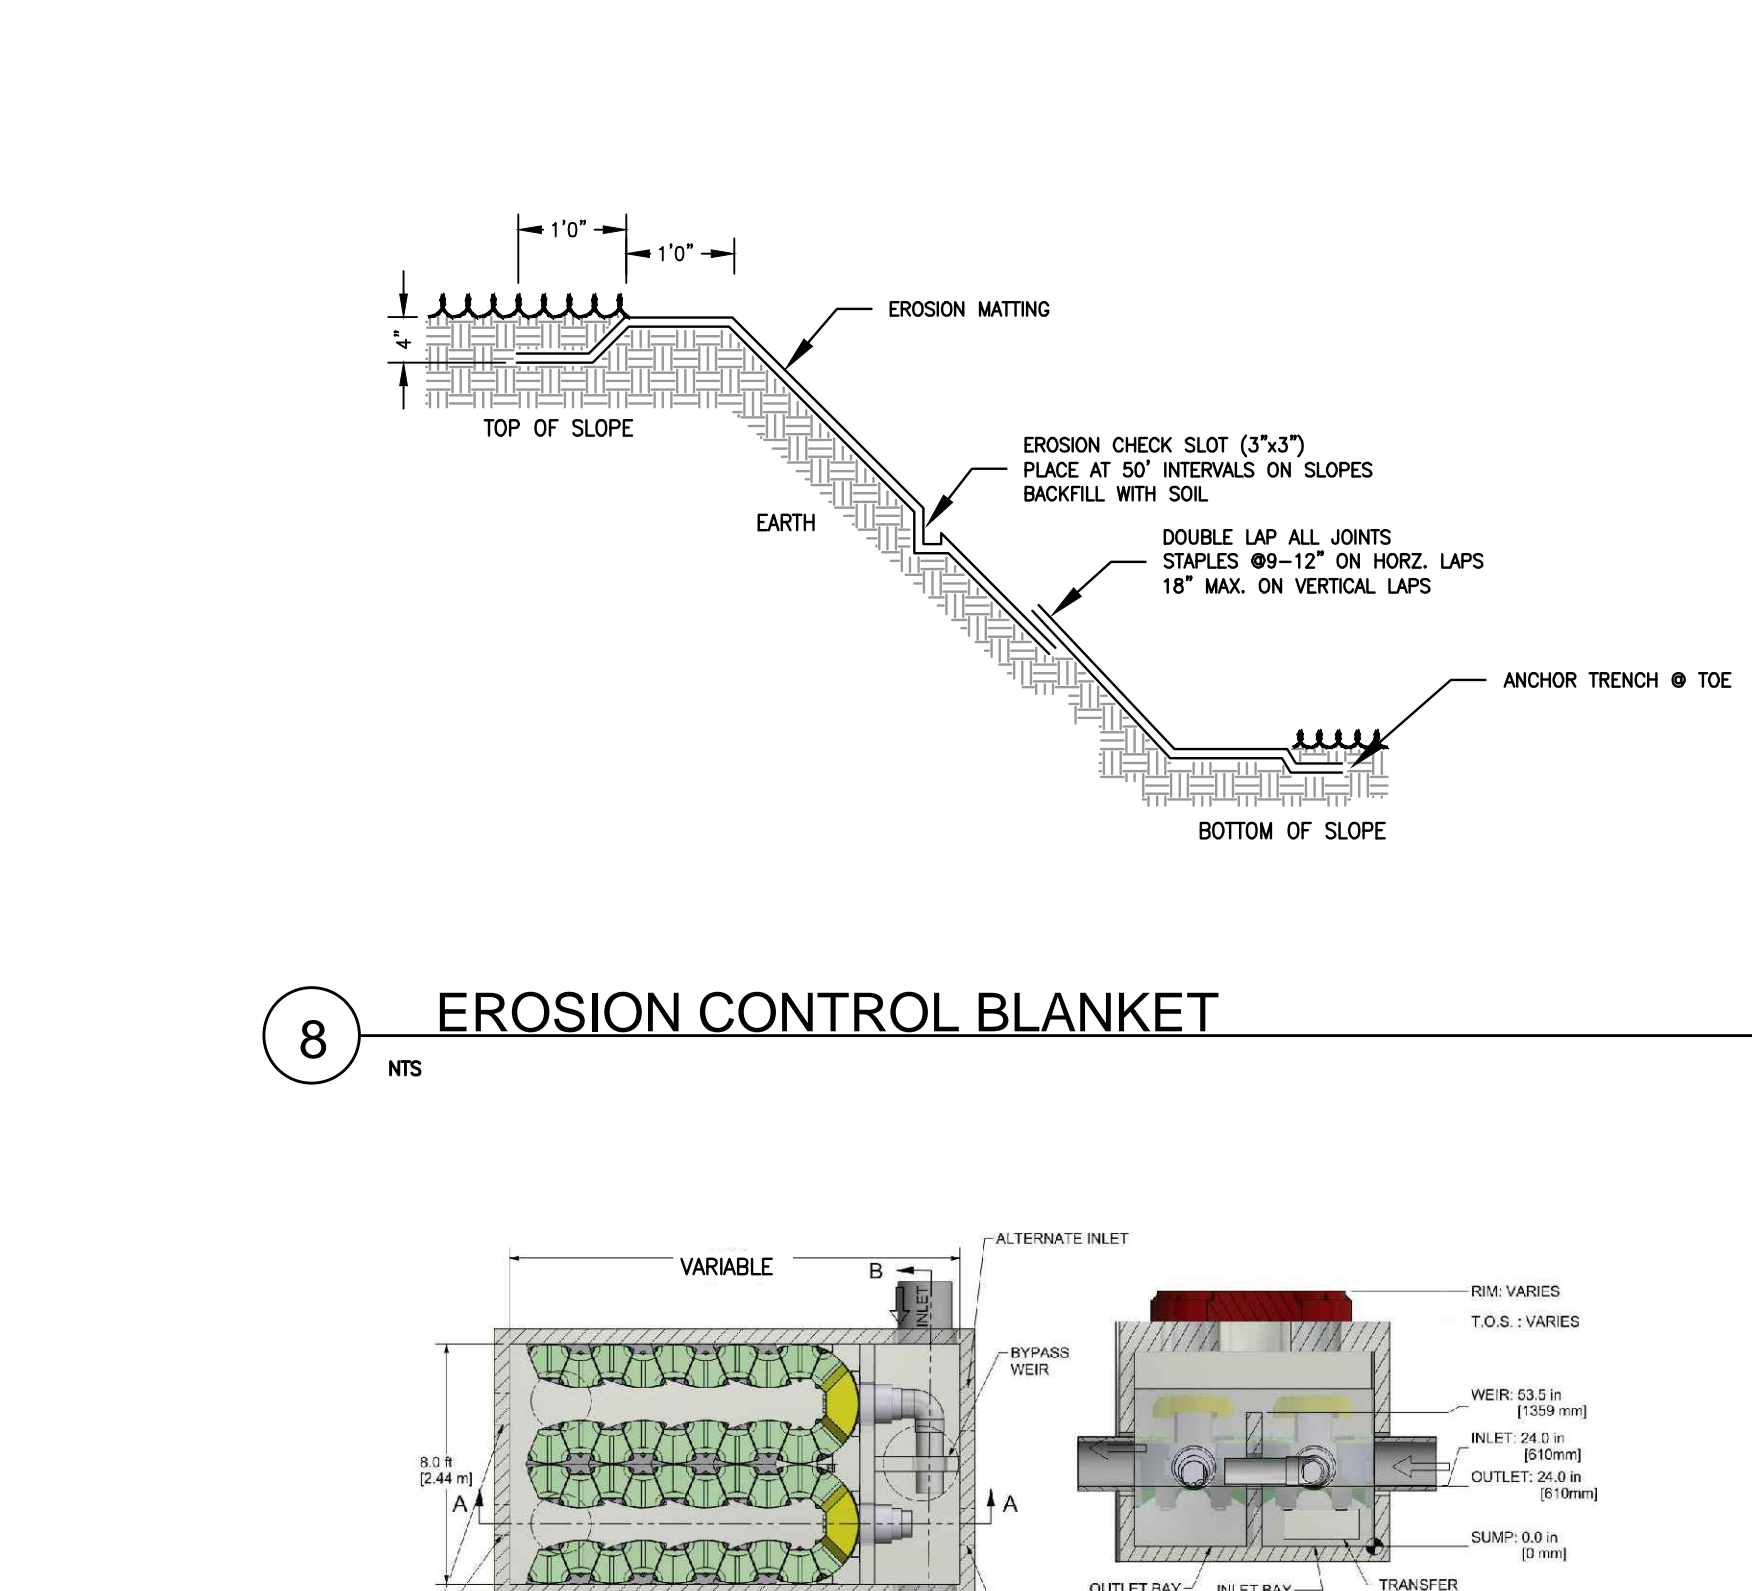 1'0"
1'0"
4"
EROSION MATTING
TOP OF SLOPE
EROSION CHECK SLOT (3"x3")
PLACE AT 50' INTERVALS ON SLOPES
BACKFILL WITH SOIL
EARTH
DOUBLE LAP ALL JOINTS
STAPLES @9-12" ON HORZ. LAPS
18" MAX. ON VERTICAL LAPS
ANCHOR TRENCH @ TOE
BOTTOM OF SLOPE
8
EROSION CONTROL BLANKET
NTS
ALTERNATE INLET
VARIABLE
B
INLET
BYPASS
WEIR
8.0 ft
[2.44 m]
A
A
RIM: VARIES
T.O.S. : VARIES
WEIR: 53.5 in
[1359 mm]
INLET: 24.0 in
[610mm]
OUTLET: 24.0 in
[610mm]
SUMP: 0.0 in
[0 mm]
OUTLET BAY
INLET BAY
TRANSFER